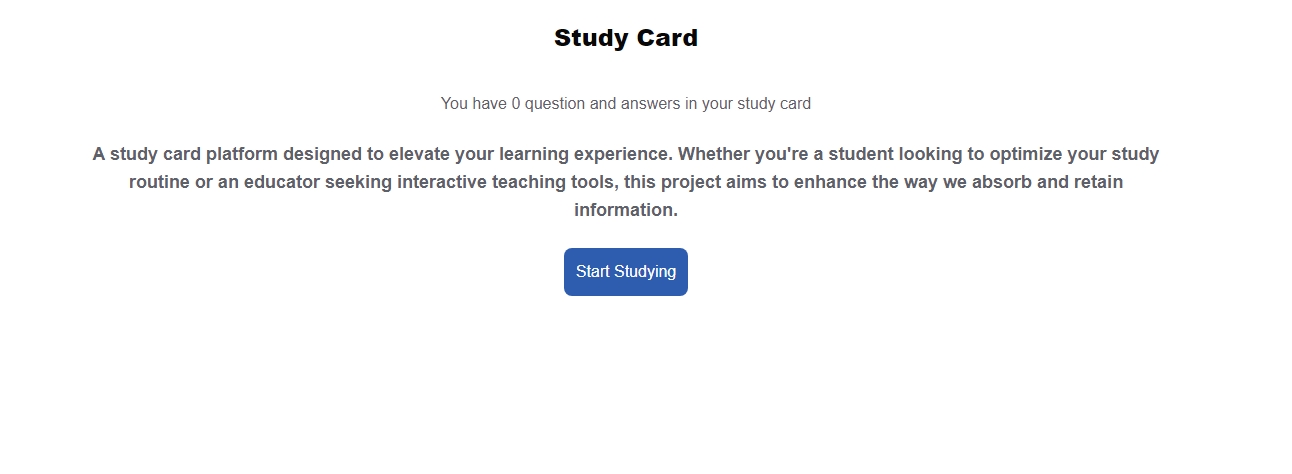 Study Card
You have 0 question and answers in your study card
A study card platform designed to elevate your learning experience. Whether you're a student looking to optimize your study
routine or an educator seeking interactive teaching tools, this project aims to enhance the way we absorb and retain
information.
Start Studying